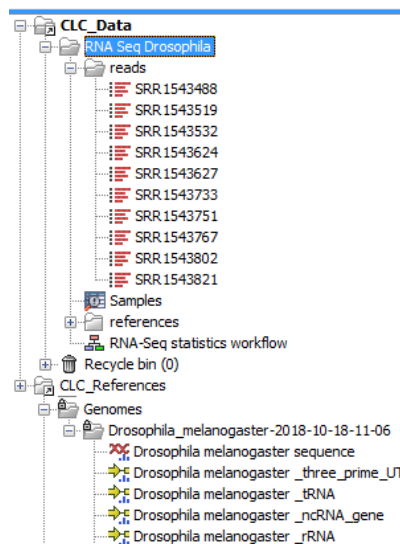 CLC_Data
RNA Seq Drosophila
reads
SRR1543488
SRR1543519
SRR1543532
SRR1543624
SRR1543627
SRR1543733
SRR1543751
SRR1543767
SRR1543802
SRR1543821
Samples
references
RNA-Seq statistics workflow
Recycle bin (0)
CLC_References
Genomes
Drosophila_melanogaster-2018-10-18-11-06
Drosophila melanogaster sequence
Drosophila melanogaster _three_prime_UT
Drosophila melanogaster _tRNA
Drosophila melanogaster _ncRNA_gene
Drosophila melanogaster _rRNA